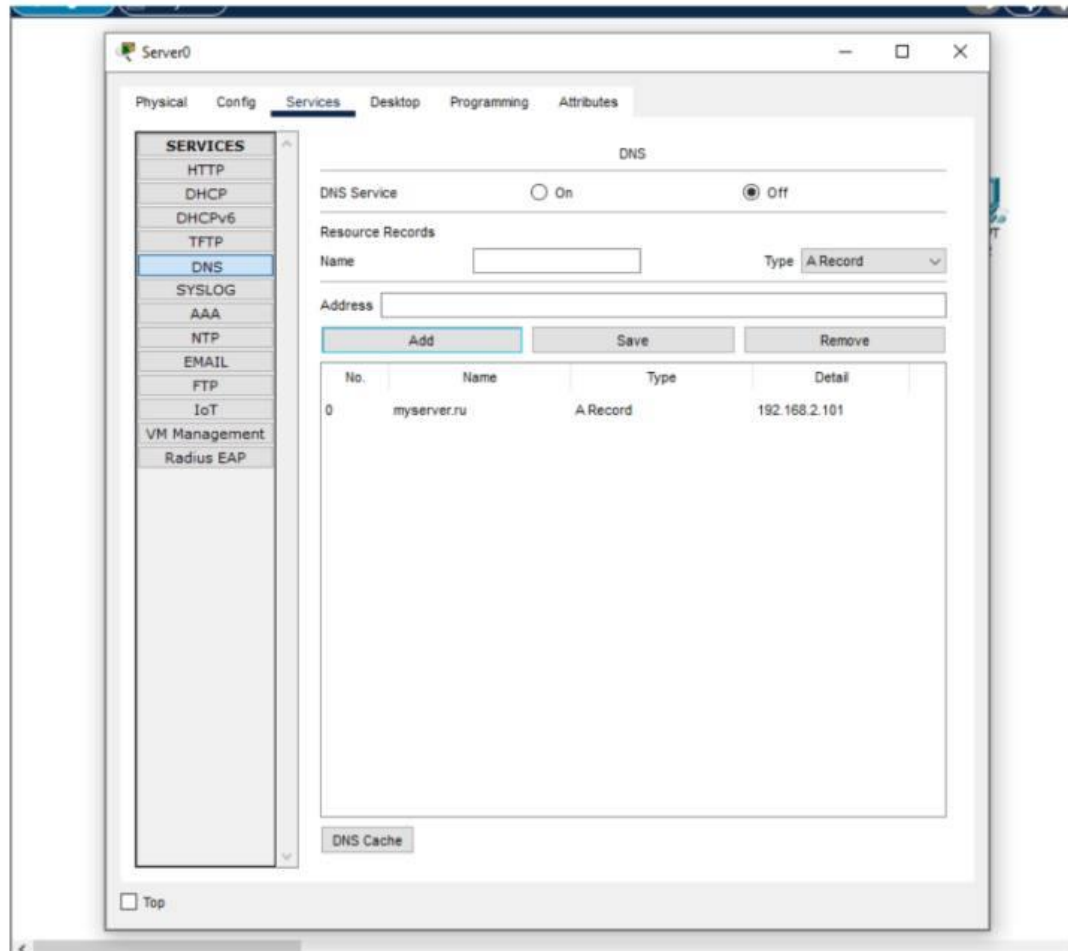 Server0
Physical Config Services Desktop Programming Attributes
SERVICES
HTTP
DHCP
DHCPv6
TFTP
DNS
SYSLOG
AAA
NTP
EMAIL
FTP
IoT
VM Management
Radius EAP
DNS
DNS Service On Off
Resource Records
Name Type A Record
Address
Add Save Remove
No. Name Type Detail
0 myserver.ru A Record 192.168.2.101
DNS Cache
Top